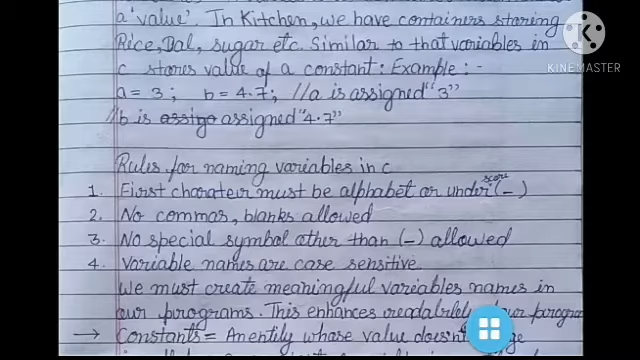 a 'value'. In Kitchen, we have containers storing
Rice, Dal, sugar etc. Similar to that variables in
c stores value of a constant: Example :-
a = 3 ; b = 4.7; //a is assigned "3"
//b is assigo assigned "4.7"
Rules for naming variables in c
1. First charateur must be alphabet or under score (_)
2. No commas, blanks allowed
3. No special symbol other than (_) allowed
4. Variable names are case sensitive
We must create meaningful variables names in
our programs. This enhances our
→ Constants = An entity whose value doesn't
KINEMASTER